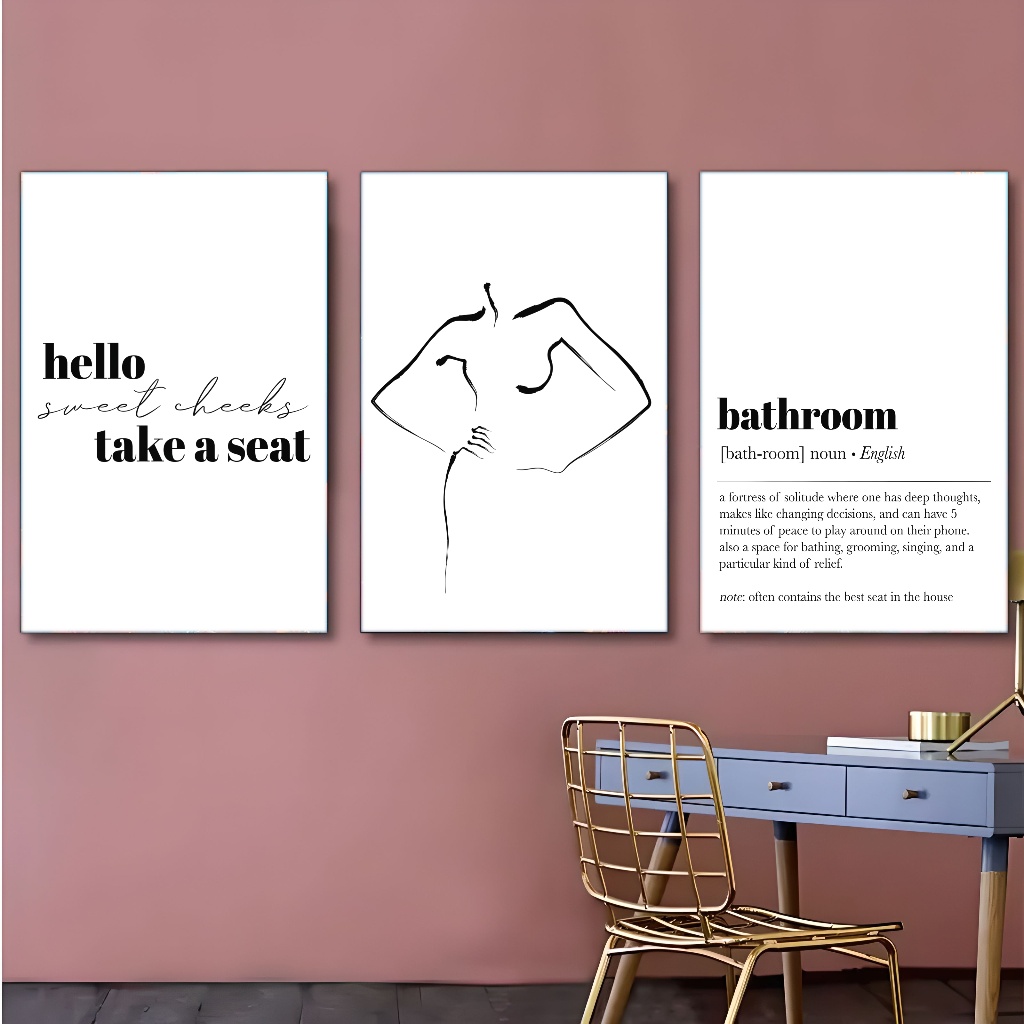 hello
sweet cheeks
take a seat
bathroom
[bath-room] noun • English
a fortress of solitude where one has deep thoughts,
makes like changing decisions, and can have 5
minutes of peace to play around on their phone.
also a space for bathing, grooming, singing, and a
particular kind of relief.
note: often contains the best seat in the house